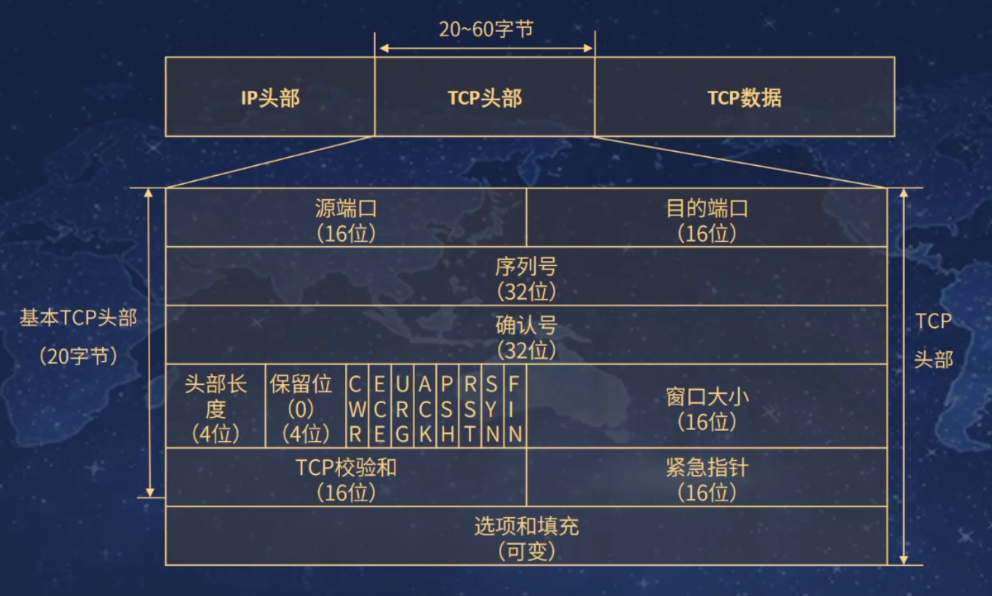 20~60字节
IP头部
TCP头部
TCP数据
源端口
（16位）
目的端口
（16位）
序列号
（32位）
确认号
（32位）
基本TCP头部
（20字节）
TCP
头部
头部长
度
（4位）
保留位
（0）
（4位）
CWR
ECE
URG
ACK
PSH
RST
SYN
FIN
窗口大小
（16位）
TCP校验和
（16位）
紧急指针
（16位）
选项和填充
（可变）